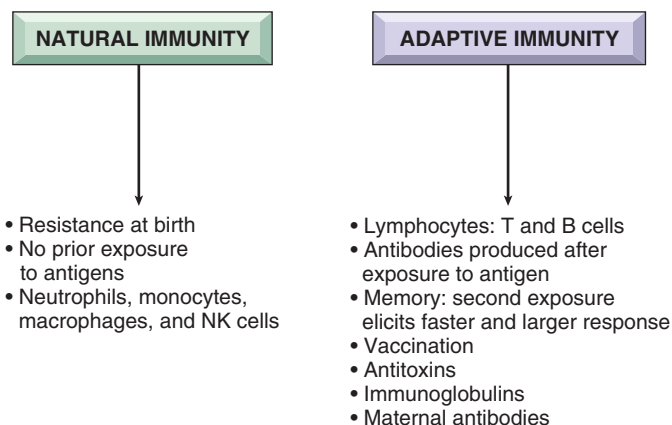 NATURAL IMMUNITY
• Resistance at birth
• No prior exposure
to antigens
• Neutrophils, monocytes,
macrophages, and NK cells
ADAPTIVE IMMUNITY
• Lymphocytes: T and B cells
• Antibodies produced after
exposure to antigen
• Memory: second exposure
elicits faster and larger response
• Vaccination
• Antitoxins
• Immunoglobulins
• Maternal antibodies